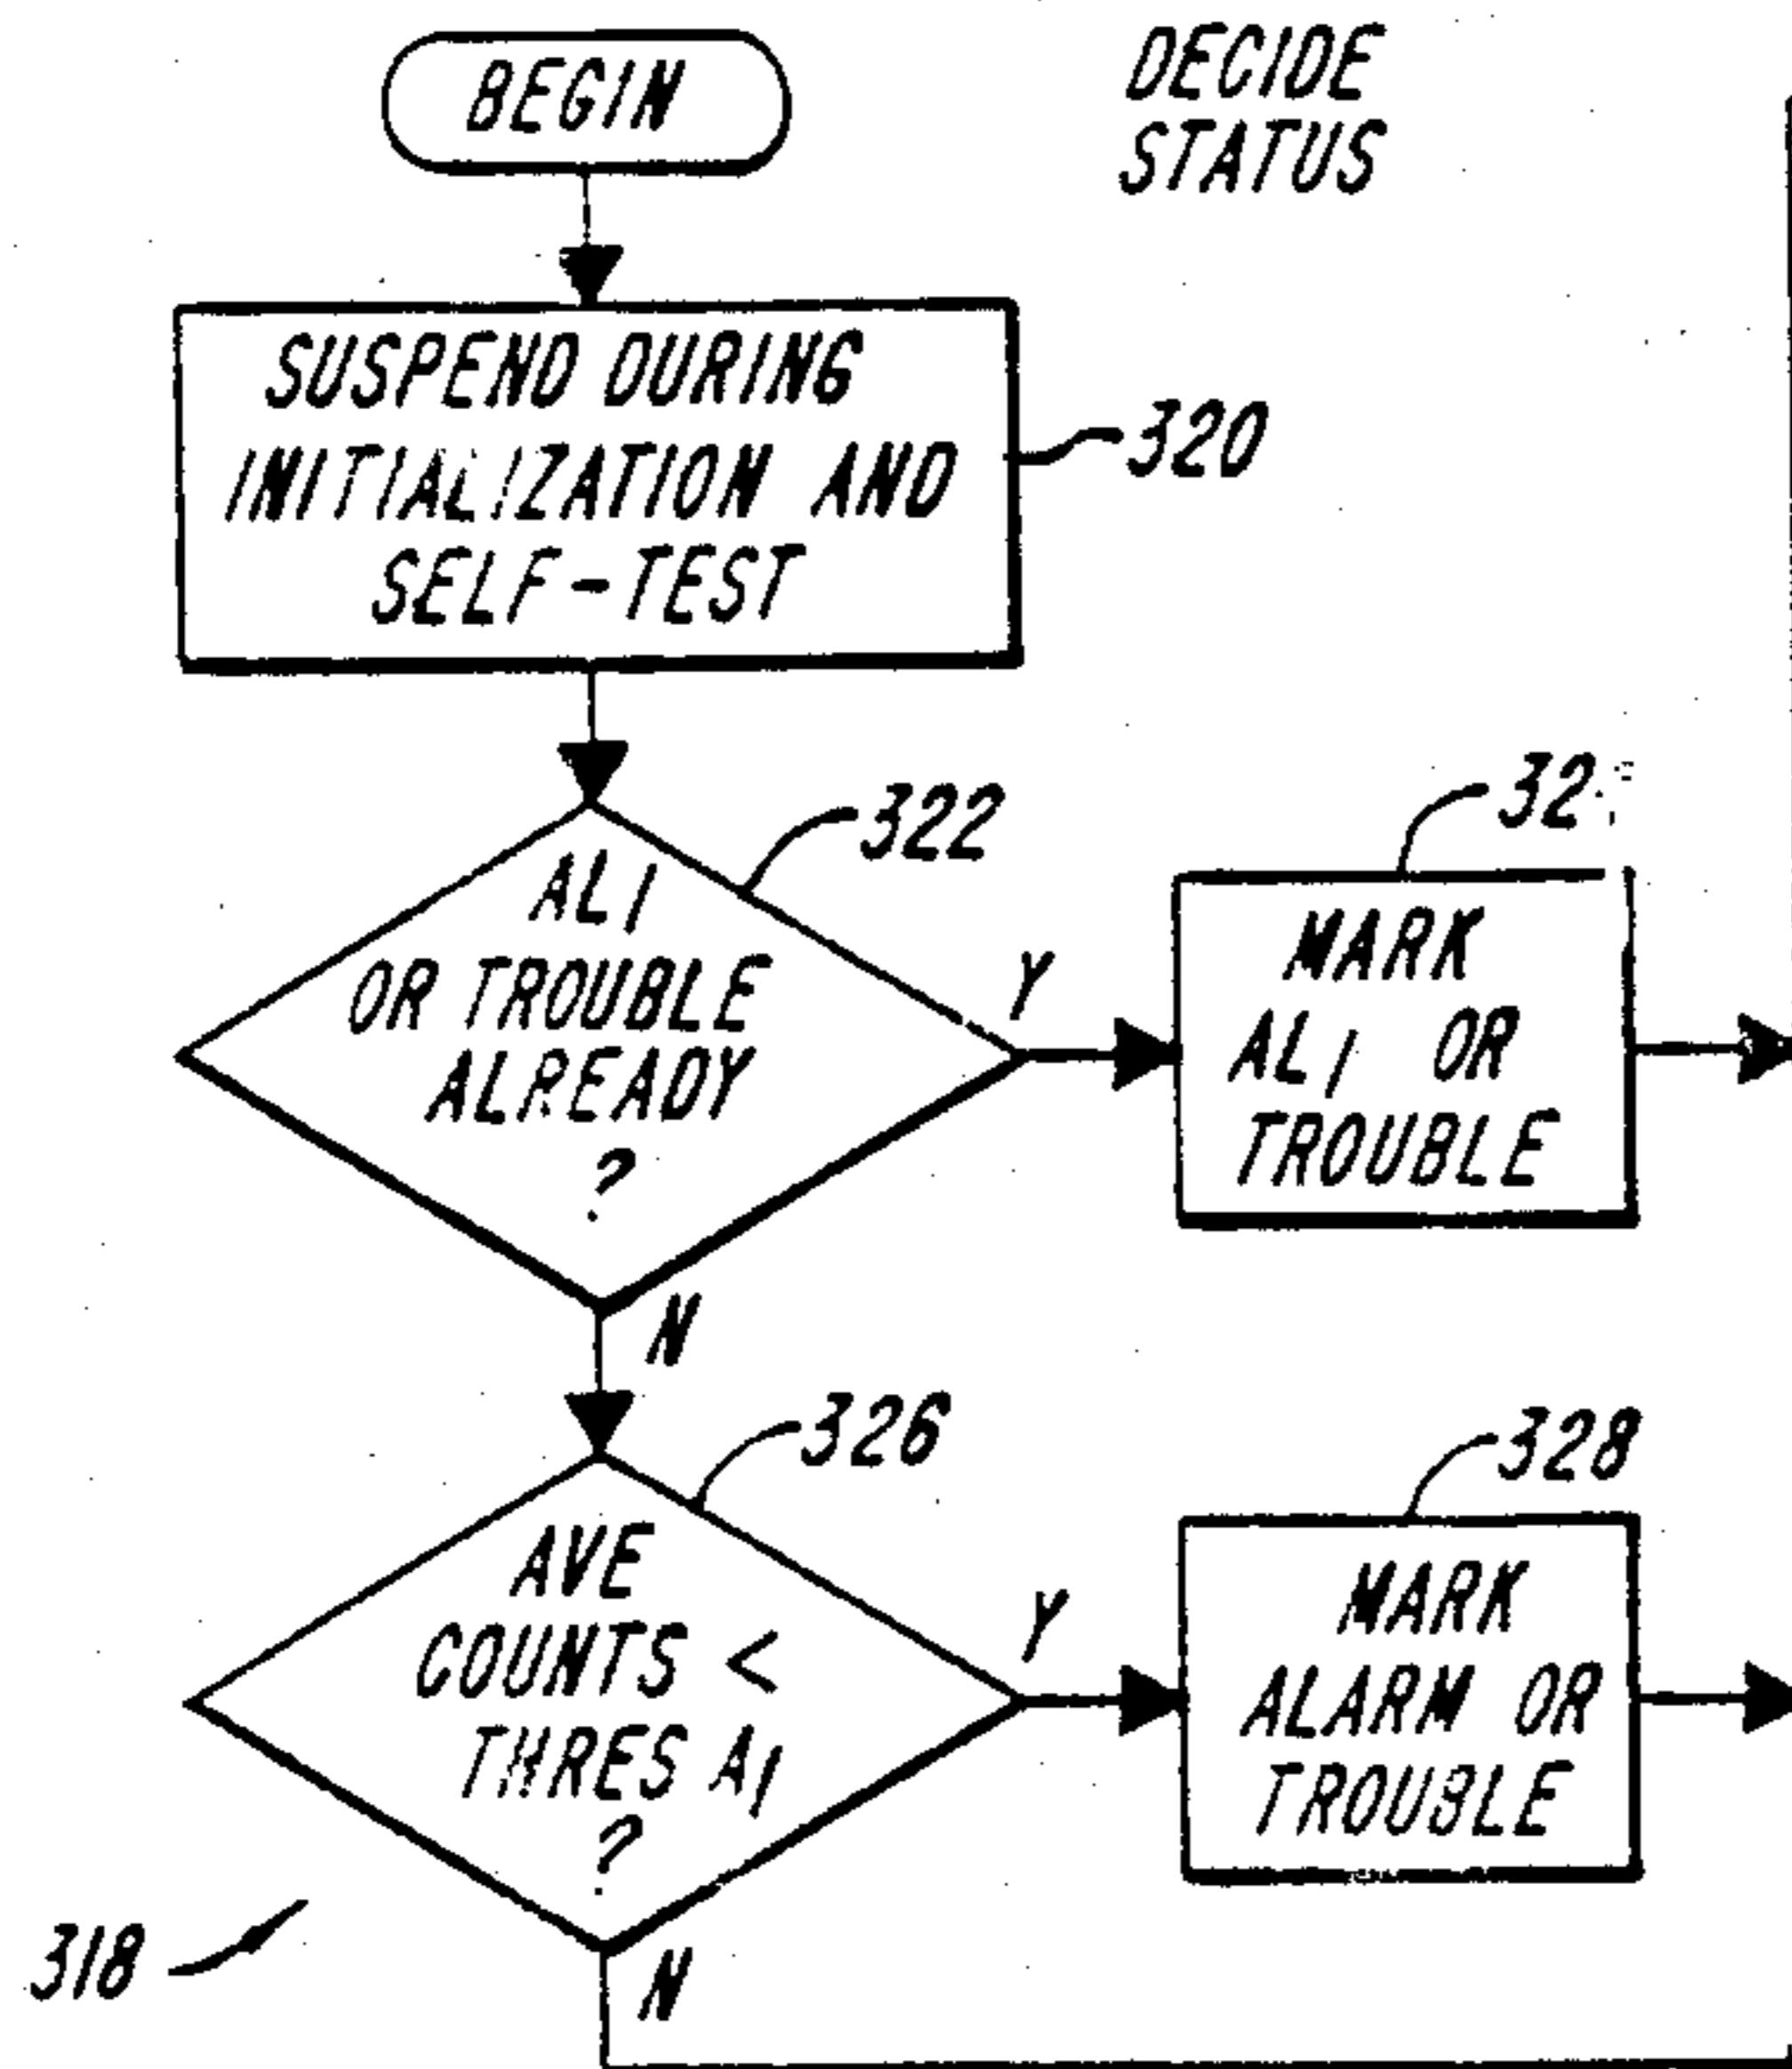 BEGIN
DECIDE
STATUS
SUSPEND DURING
INITIALIZATION AND
SELF-TEST
320
322
AL1
OR TROUBLE
ALREADY
?
Y
MARK
AL1 OR
TROUBLE
N
326
AVE
COUNTS <
THRES A1
?
Y
328
MARK
ALARM OR
TROUBLE
318
N